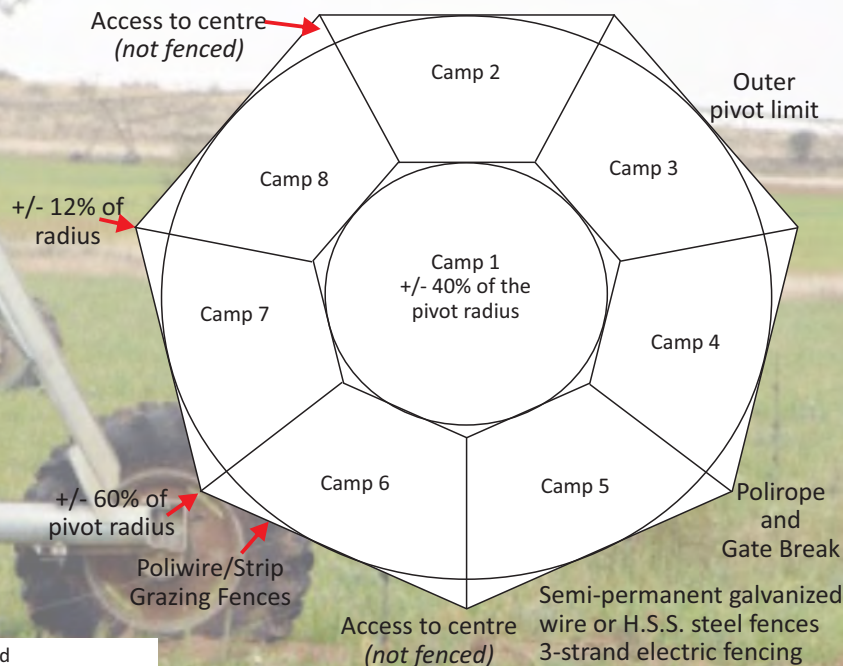 Access to centre
(not fenced)
Camp 2
Outer
pivot limit
Camp 3
Camp 8
+/- 12% of
radius
Camp 1
+/- 40% of the
pivot radius
Camp 7
Camp 4
Camp 6
Camp 5
+/- 60% of
pivot radius
Polirope
and
Gate Break
Poliwire/Strip
Grazing Fences
Access to centre
(not fenced)
Semi-permanent galvanized
wire or H.S.S. steel fences
3-strand electric fencing